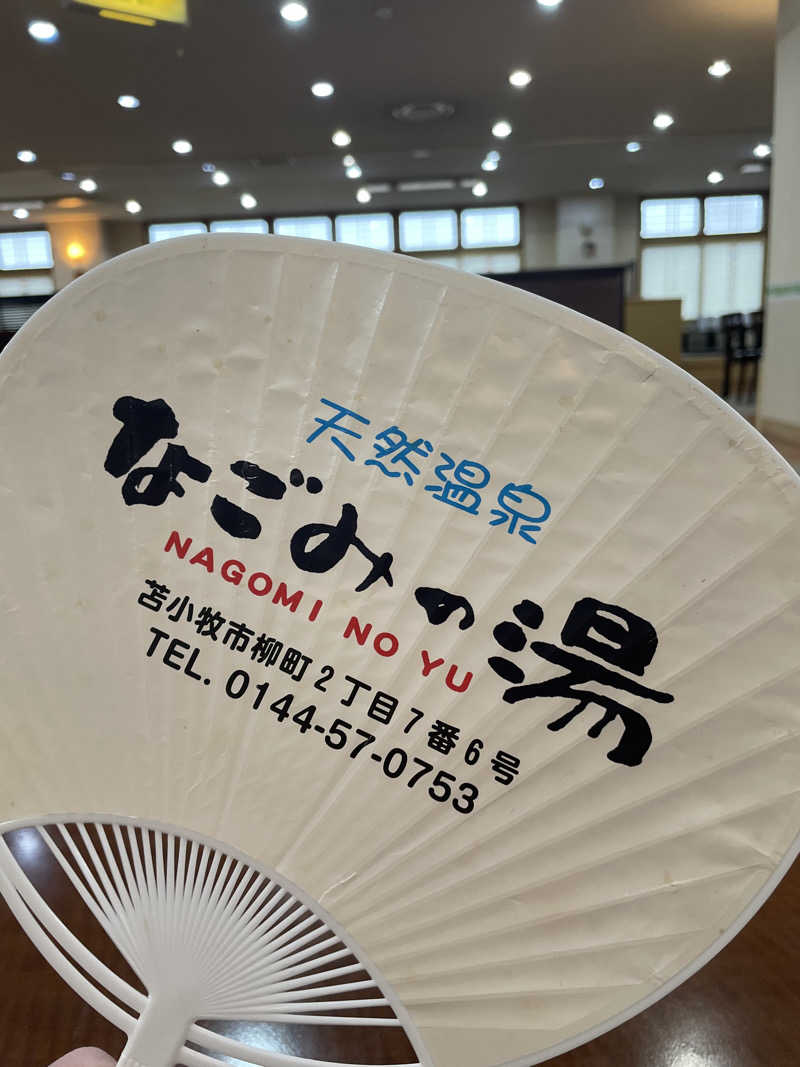 天然温泉
なごみの湯
NAGOMI NO YU
苫小牧市柳町2丁目7番6号
TEL. 0144-57-0753